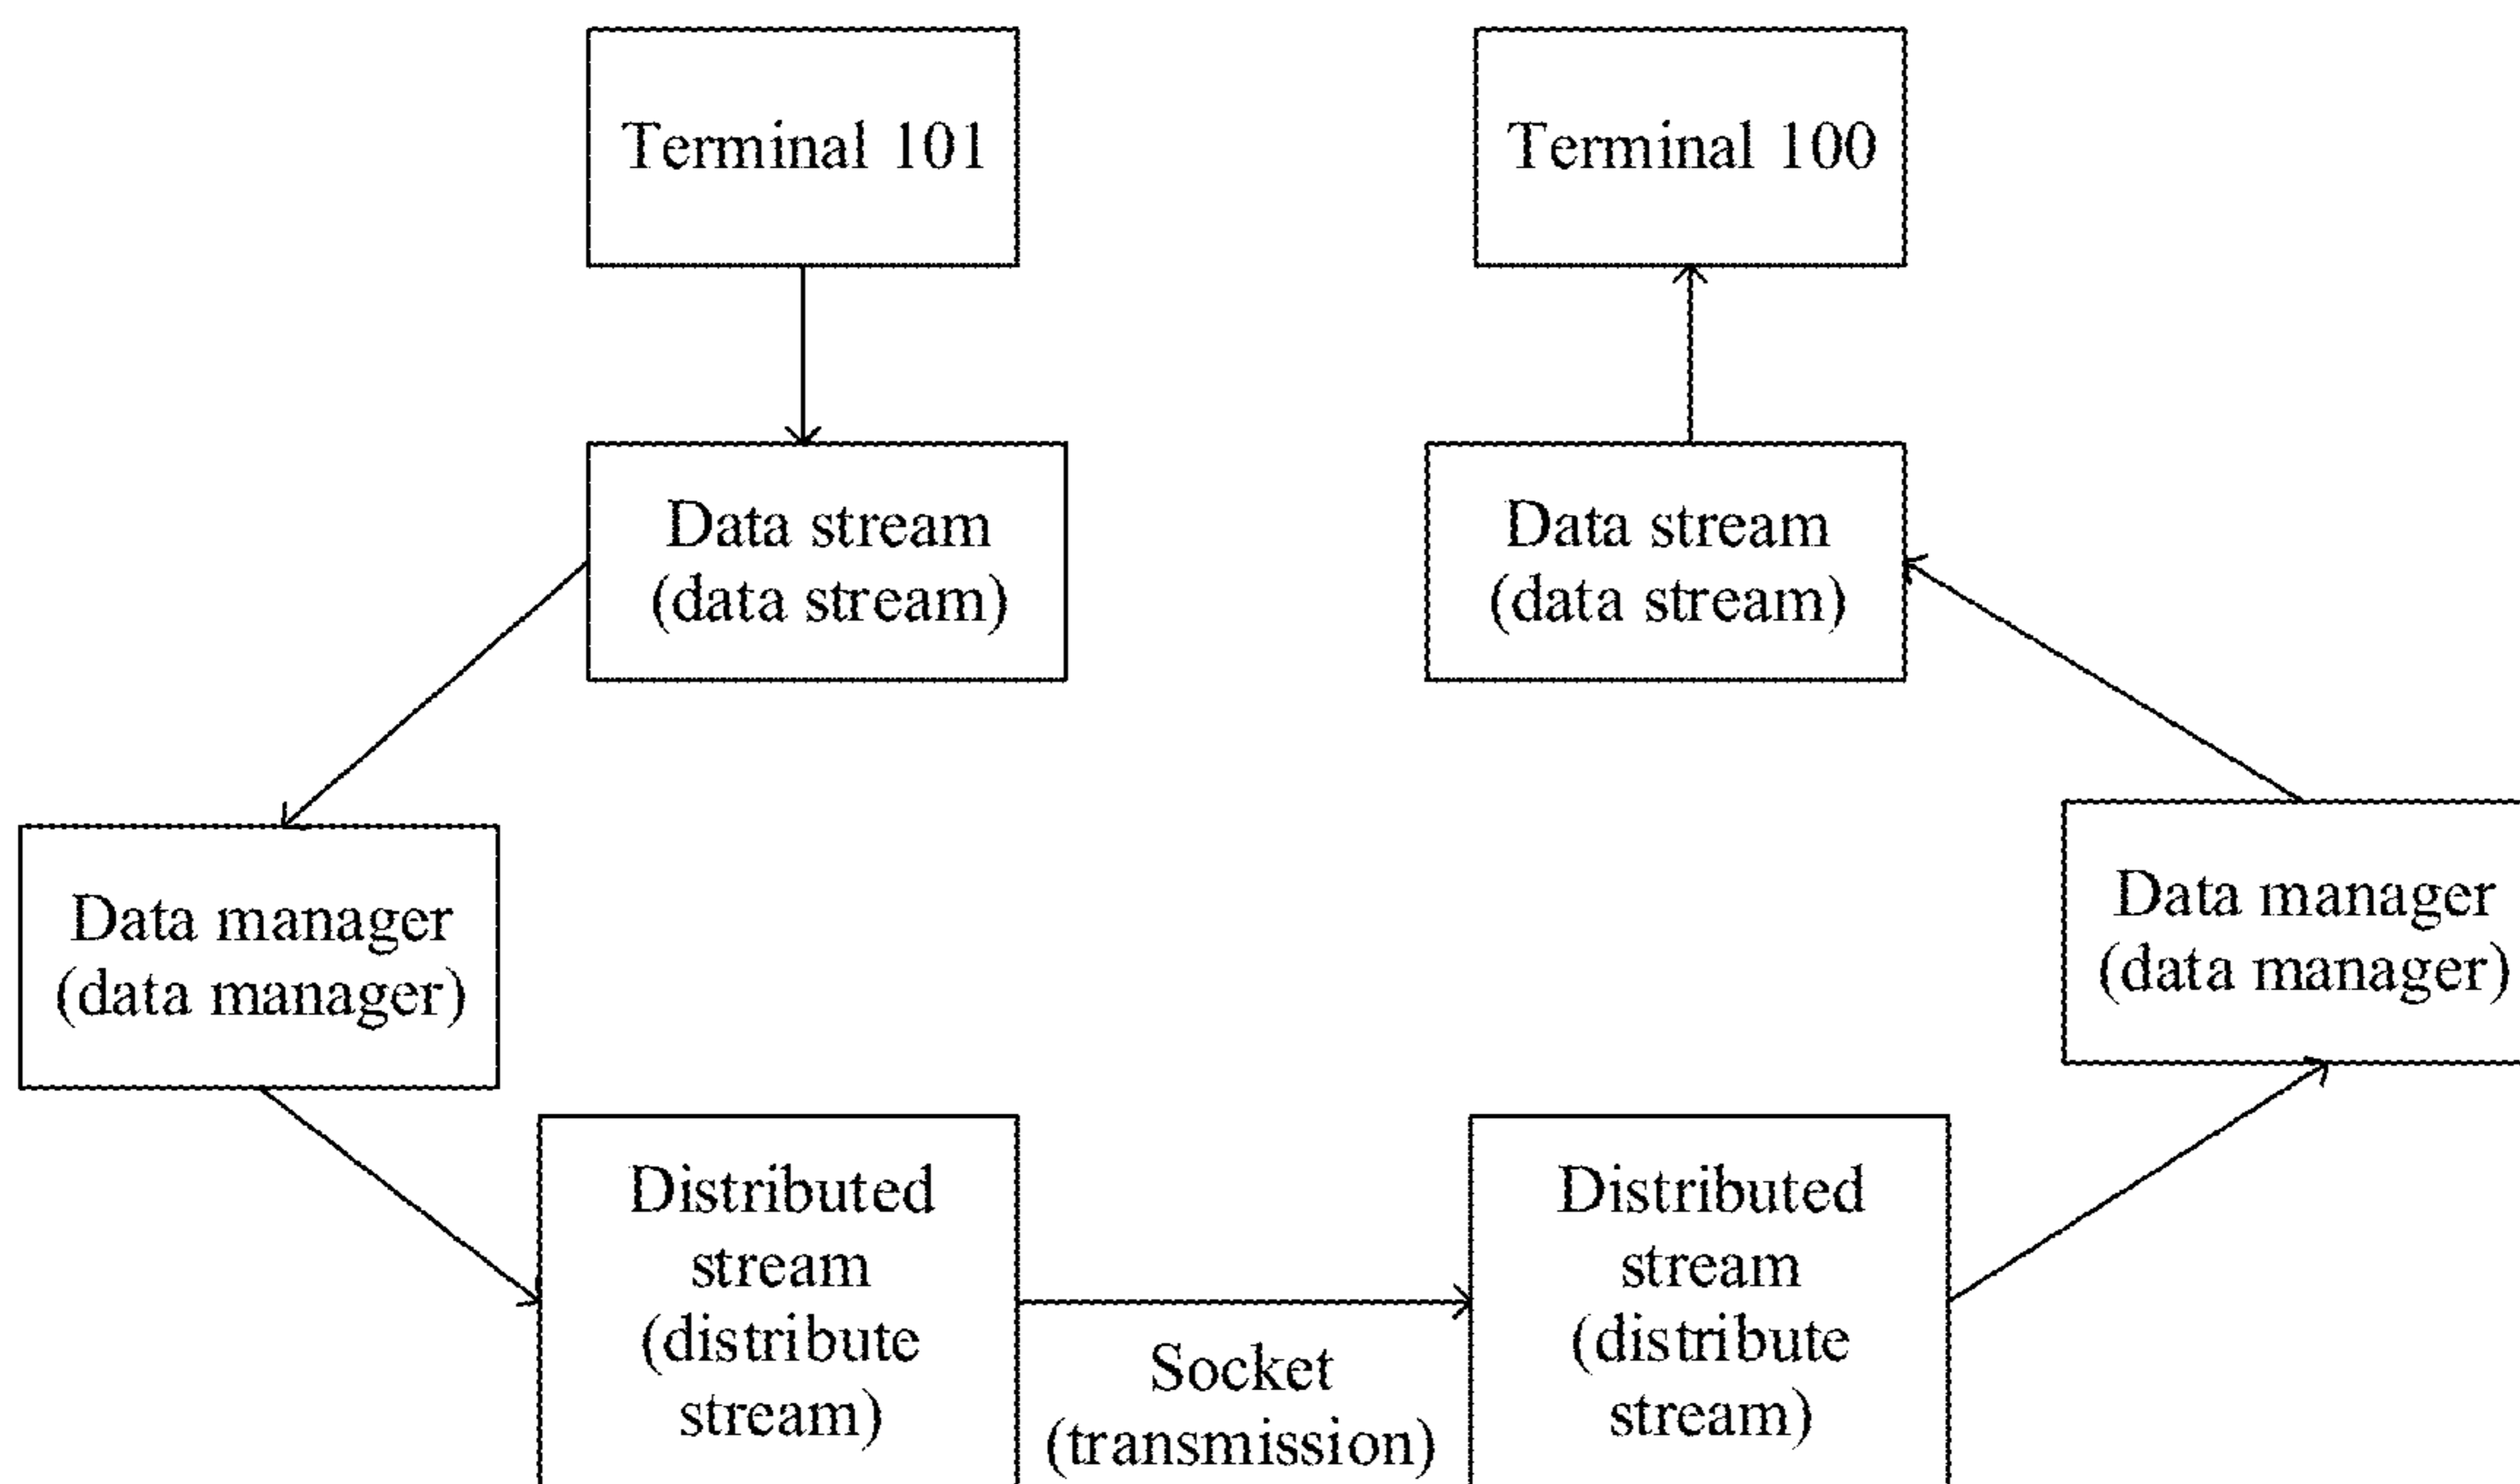 Terminal 101
Terminal 100
Data stream
(data stream)
Data stream
(data stream)
Data manager
(data manager)
Data manager
(data manager)
Distributed
stream
(distribute
stream)
Socket
(transmission)
Distributed
stream
(distribute
stream)